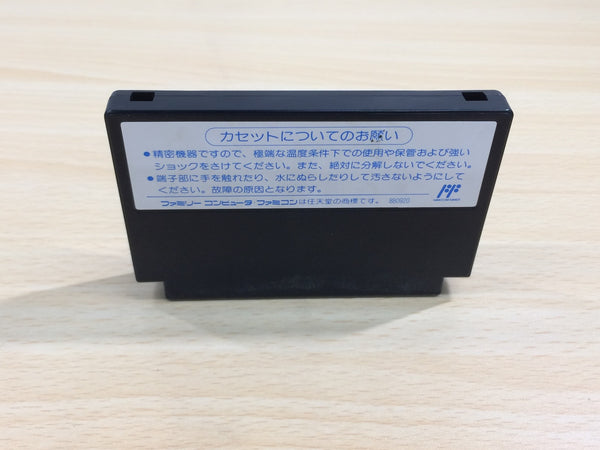 カセットについてのお願い
●精密機器ですので、極端な温度条件下での使用や保管および強い
ショックをさけてください。また、絶対に分解しないでください。
●端子部に手を触れたり、水にぬらしたりして汚さないようにして
ください。故障の原因となります。
ファミリー コンピュータ ファミコンは任天堂の商標です。 880920